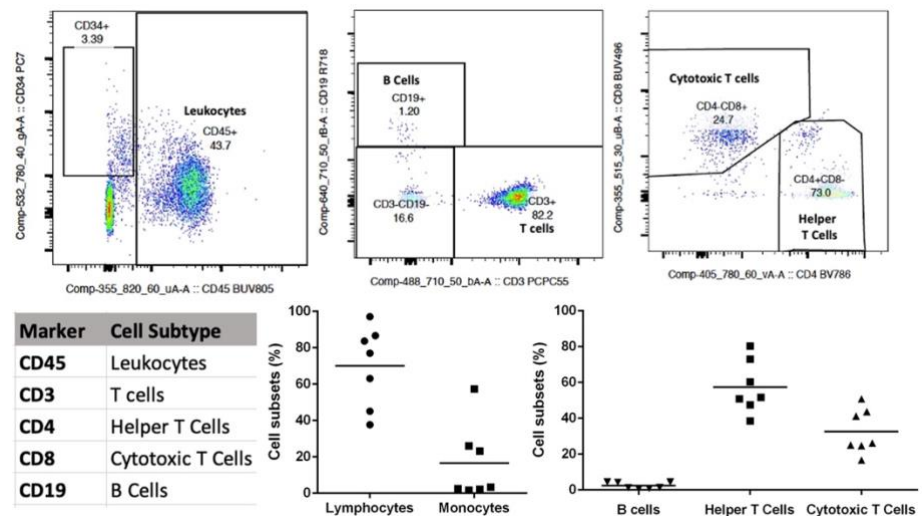 CD34+
3.39
Leukocytes
CD45+
43.7
Comp-532_780_40_gA-A :: CD34 PC7
Comp-355_820_60_uA-A :: CD45 BUV805
B Cells
CD19+
1.20
CD3-CD19-
16.6
CD3+
82.2
T cells
Comp-640_710_50_rB-A :: CD19 R718
Comp-488_710_50_bA-A :: CD3 PCPC55
Cytotoxic T cells
CD4-CD8+
24.7
CD4+CD8-
73.0
Helper
T Cells
Comp-355_515_30_uB-A :: CD8 BUV496
Comp-405_780_60_vA-A :: CD4 BV786
Marker Cell Subtype
CD45 Leukocytes
CD3 T cells
CD4 Helper T Cells
CD8 Cytotoxic T Cells
CD19 B Cells
Cell subsets (%)
100
80
60
40
20
0
Lymphocytes Monocytes
Cell subsets (%)
100
80
60
40
20
0
B cells Helper T Cells Cytotoxic T Cells